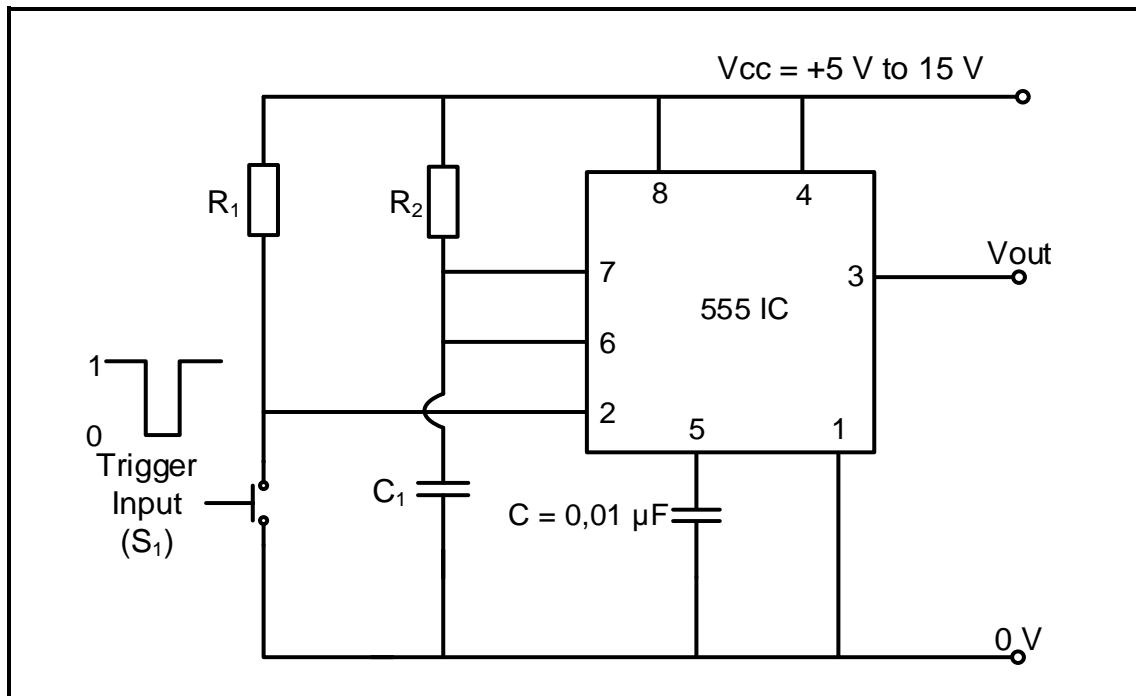 Vcc = +5 V to 15 V
R1
R2
8
4
7
6
2
555 IC
3
Vout
5
1
1
0
Trigger
Input
(S1)
C1
C = 0,01 µF
0 V